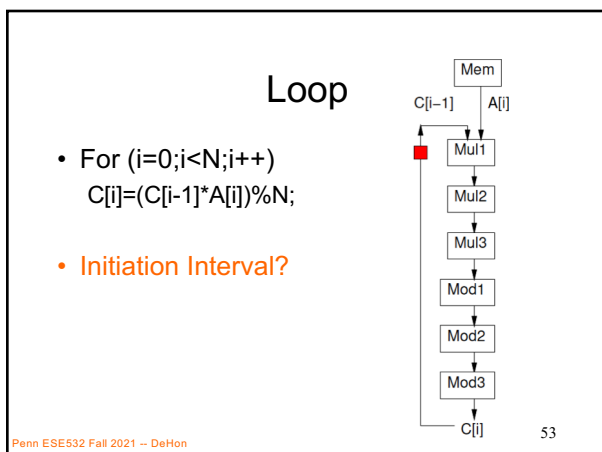 Loop
• For (i=0;i<N;i++)
C[i]=(C[i-1]*A[i])%N;
• Initiation Interval?
Mem
C[i−1]
A[i]
Mul1
Mul2
Mul3
Mod1
Mod2
Mod3
C[i]
Penn ESE532 Fall 2021 -- DeHon
53